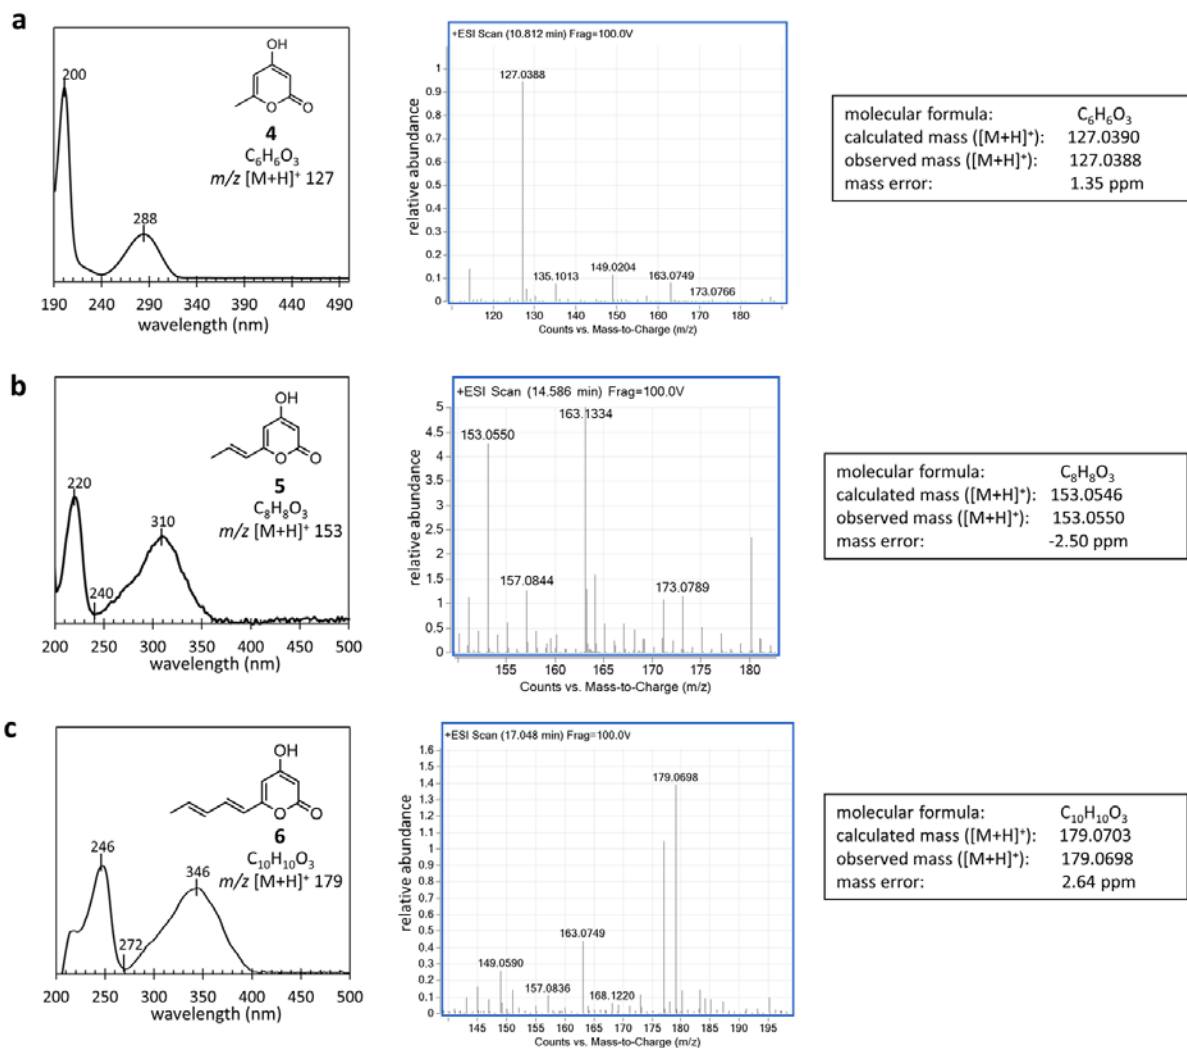 a
200
288
OH
O
O
4
C₆H₆O₃
m/z [M+H]⁺ 127
190 240 290 340 390 440 490
wavelength (nm)
+ESI Scan (10.812 min) Frag=100.0V
relative abundance
1
0.9
0.8
0.7
0.6
0.5
0.4
0.3
0.2
0.1
0
127.0388
135.1013
149.0204
163.0749
173.0766
120 130 140 150 160 170 180
Counts vs. Mass-to-Charge (m/z)
molecular formula: C₆H₆O₃
calculated mass ([M+H]⁺): 127.0390
observed mass ([M+H]⁺): 127.0388
mass error: 1.35 ppm
b
220
240
310
OH
O
O
5
C₈H₈O₃
m/z [M+H]⁺ 153
200 250 300 350 400 450 500
wavelength (nm)
+ESI Scan (14.586 min) Frag=100.0V
relative abundance
5
4.5
4
3.5
3
2.5
2
1.5
1
0.5
0
153.0550
163.1334
157.0844
173.0789
155 160 165 170 175 180
Counts vs. Mass-to-Charge (m/z)
molecular formula: C₈H₈O₃
calculated mass ([M+H]⁺): 153.0546
observed mass ([M+H]⁺): 153.0550
mass error: -2.50 ppm
c
246
272
346
OH
O
O
6
C₁₀H₁₀O₃
m/z [M+H]⁺ 179
200 250 300 350 400 450 500
wavelength (nm)
+ESI Scan (17.048 min) Frag=100.0V
relative abundance
1.6
1.5
1.4
1.3
1.2
1.1
1
0.9
0.8
0.7
0.6
0.5
0.4
0.3
0.2
0.1
0
179.0698
163.0749
149.0590
157.0836
168.1220
145 150 155 160 165 170 175 180 185 190 195
Counts vs. Mass-to-Charge (m/z)
molecular formula: C₁₀H₁₀O₃
calculated mass ([M+H]⁺): 179.0703
observed mass ([M+H]⁺): 179.0698
mass error: 2.64 ppm